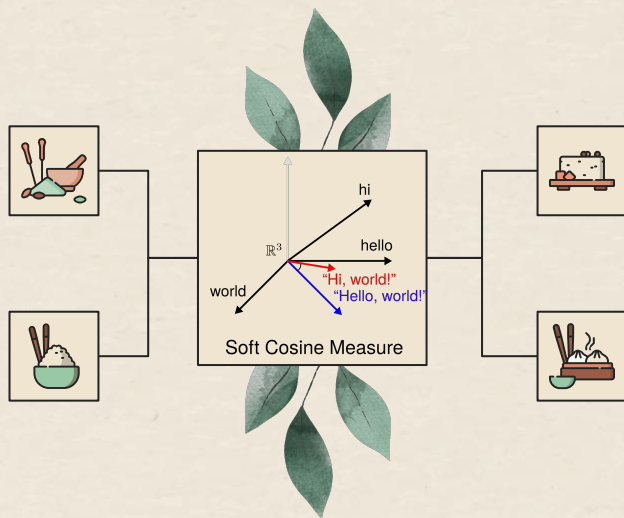 hi
ℝ³
hello
“Hi, world!”
world
“Hello, world!”
Soft Cosine Measure